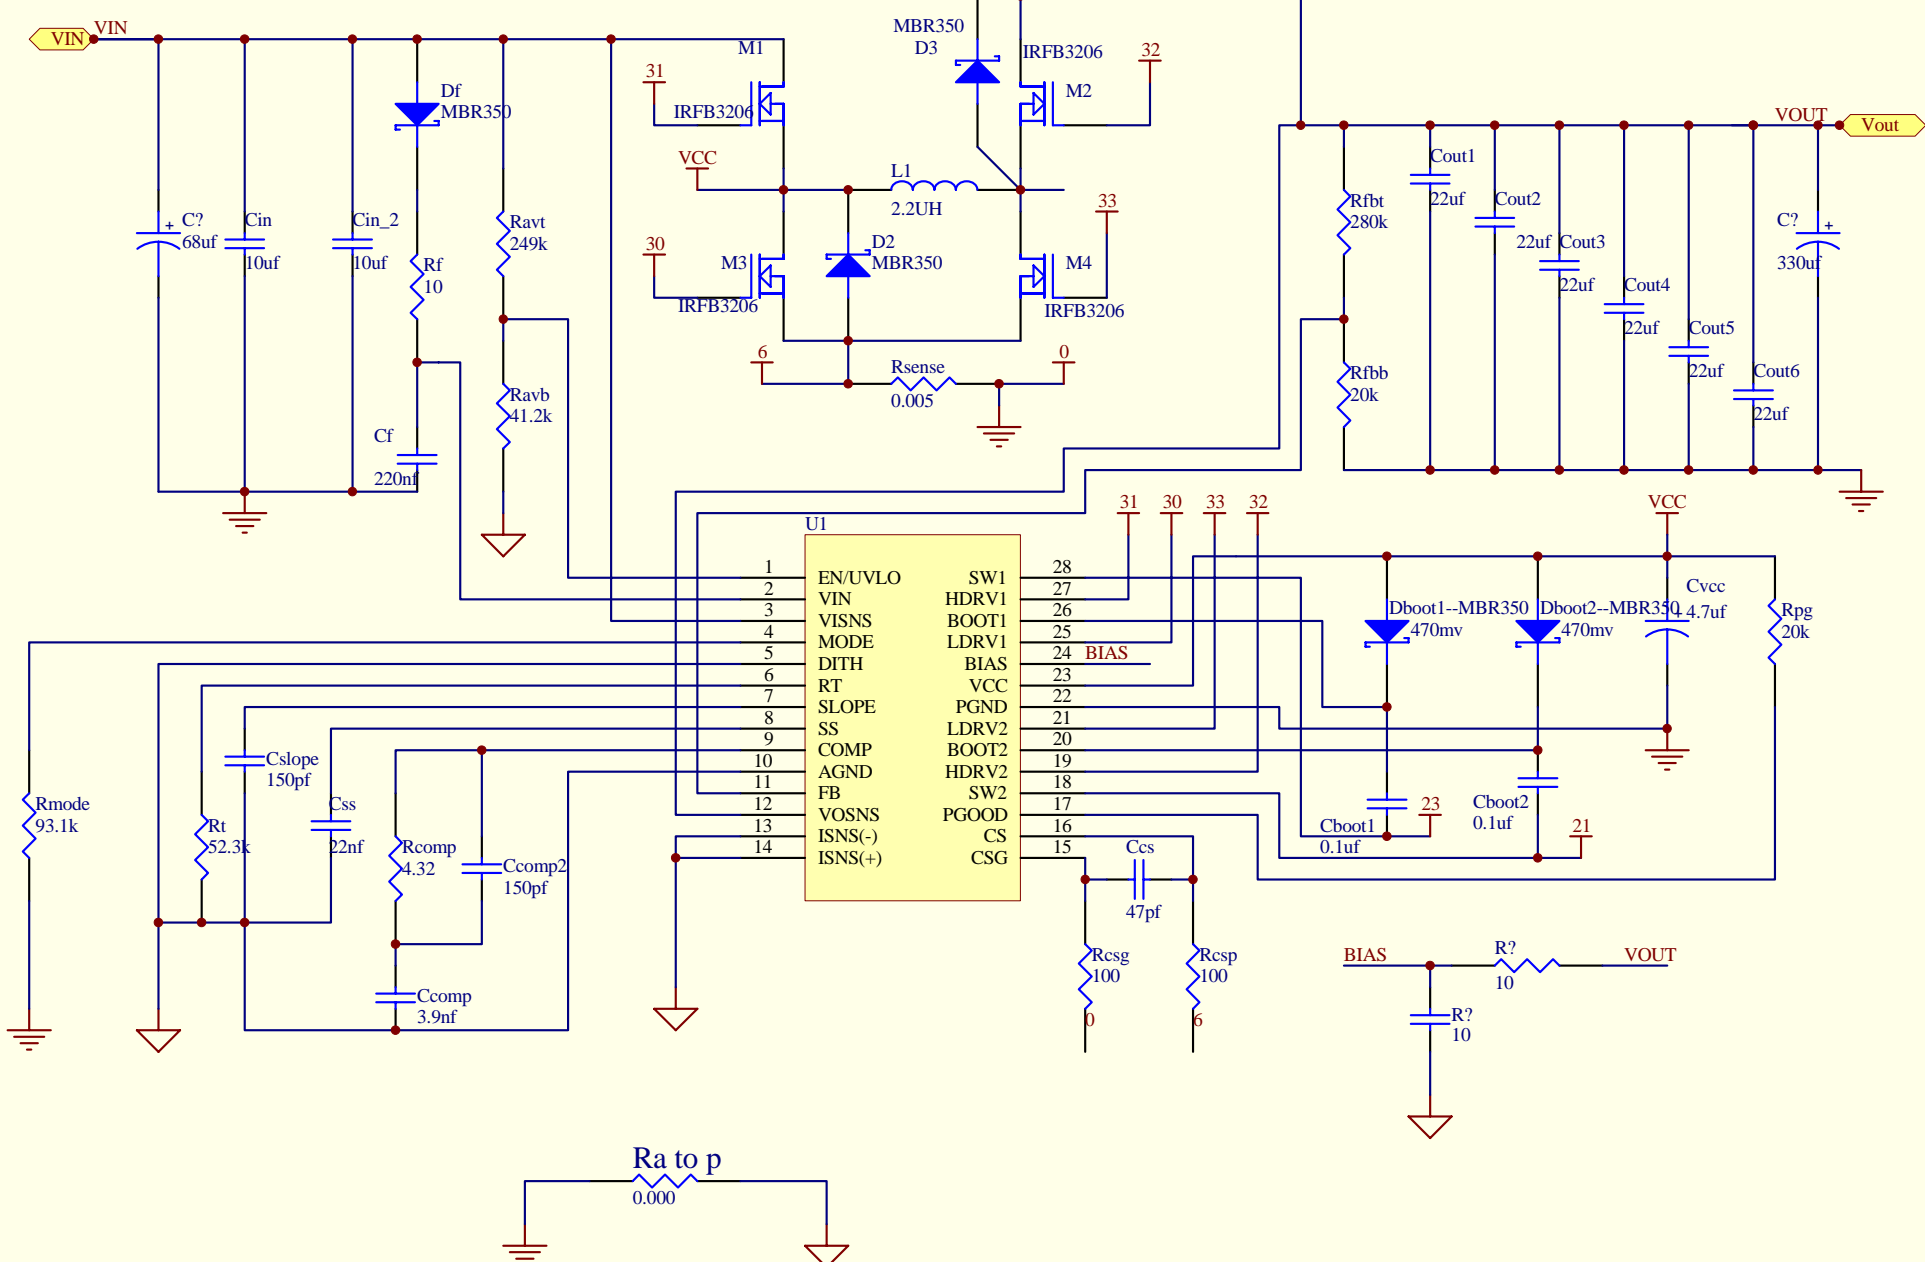 VIN
VIN
M1
31
IRFB3206
MBR350
D3
IRFB3206
32
M2
VOUT
Vout
Df
MBR350
VCC
L1
2.2UH
33
C?
+
68uf
Cin
10uf
Cin_2
10uf
Ravt
249k
Rf
10
30
M3
IRFB3206
D2
MBR350
M4
IRFB3206
Rfbt
280k
Cout1
22uf
Cout2
22uf
Cout3
22uf
Cout4
22uf
Cout5
22uf
Cout6
22uf
C?
+
330uf
6
Rsense
0.005
0
Ravb
41.2k
Rfbb
20k
Cf
220nf
U1
31
30
33
32
VCC
1
EN/UVLO
2
VIN
3
VISNS
4
MODE
5
DITH
6
RT
7
SLOPE
8
SS
9
COMP
10
AGND
11
FB
12
VOSNS
13
ISNS(-)
14
ISNS(+)
SW1
28
HDRV1
27
BOOT1
26
LDRV1
25
BIAS
24
BIAS
VCC
23
PGND
22
LDRV2
21
BOOT2
20
HDRV2
19
SW2
18
PGOOD
17
CS
16
CSG
15
Dboot1--MBR350
470mv
Dboot2--MBR350
470mv
Cvcc
+
4.7uf
Rpg
20k
Cslope
150pf
Rmode
93.1k
Rt
52.3k
Css
22nf
Rcomp
4.32
Ccomp2
150pf
Ccomp
3.9nf
Cboot1
0.1uf
23
Cboot2
0.1uf
21
Ccs
47pf
Rcsg
100
0
Rcsp
100
6
BIAS
R?
10
VOUT
R?
10
Ra to p
0.000